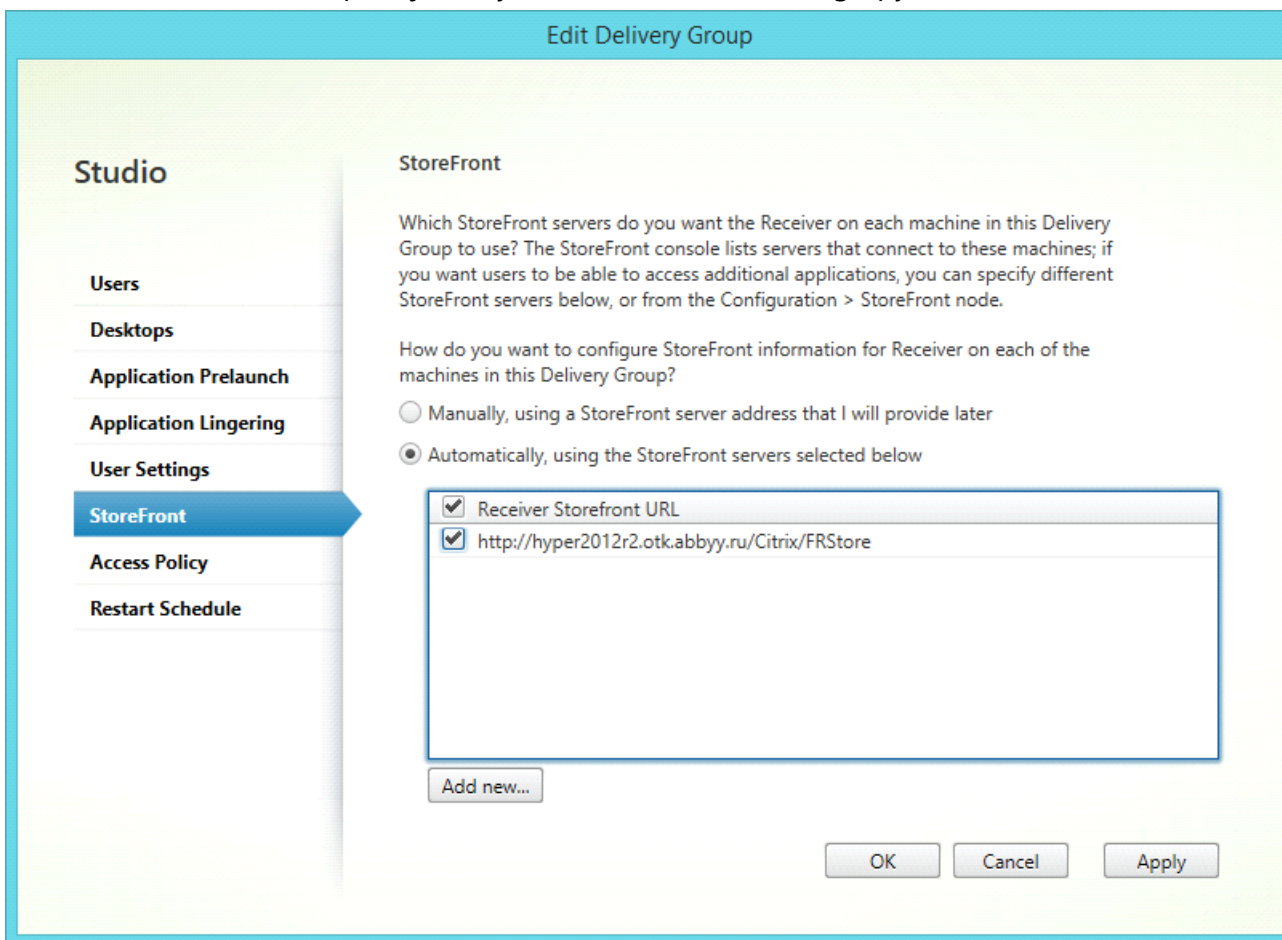 Edit Delivery Group
Studio
Users
Desktops
Application Prelaunch
Application Lingering
User Settings
StoreFront
Access Policy
Restart Schedule
StoreFront
Which StoreFront servers do you want the Receiver on each machine in this Delivery
Group to use? The StoreFront console lists servers that connect to these machines; if
you want users to be able to access additional applications, you can specify different
StoreFront servers below, or from the Configuration > StoreFront node.
How do you want to configure StoreFront information for Receiver on each of the
machines in this Delivery Group?
Manually, using a StoreFront server address that I will provide later
Automatically, using the StoreFront servers selected below
Receiver Storefront URL
http://hyper2012r2.otk.abbyy.ru/Citrix/FRStore
Add new...
OK
Cancel
Apply